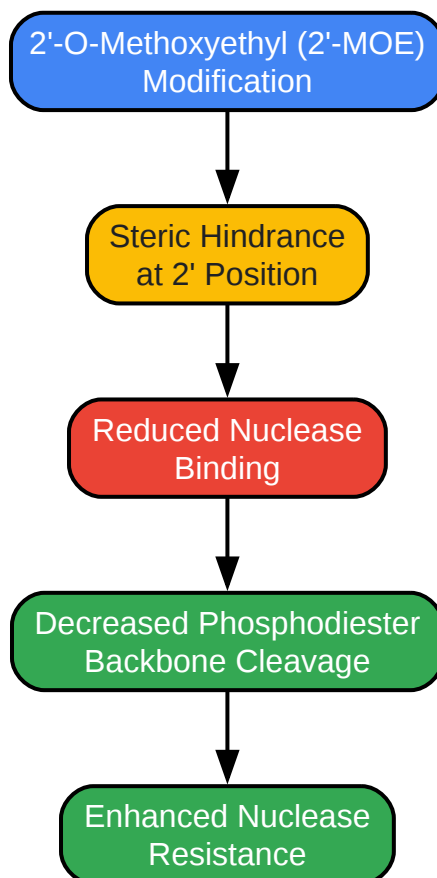 2'-O-Methoxyethyl (2'-MOE)
Modification
Steric Hindrance
at 2' Position
Reduced Nuclease
Binding
Decreased Phosphodiester
Backbone Cleavage
Enhanced Nuclease
Resistance